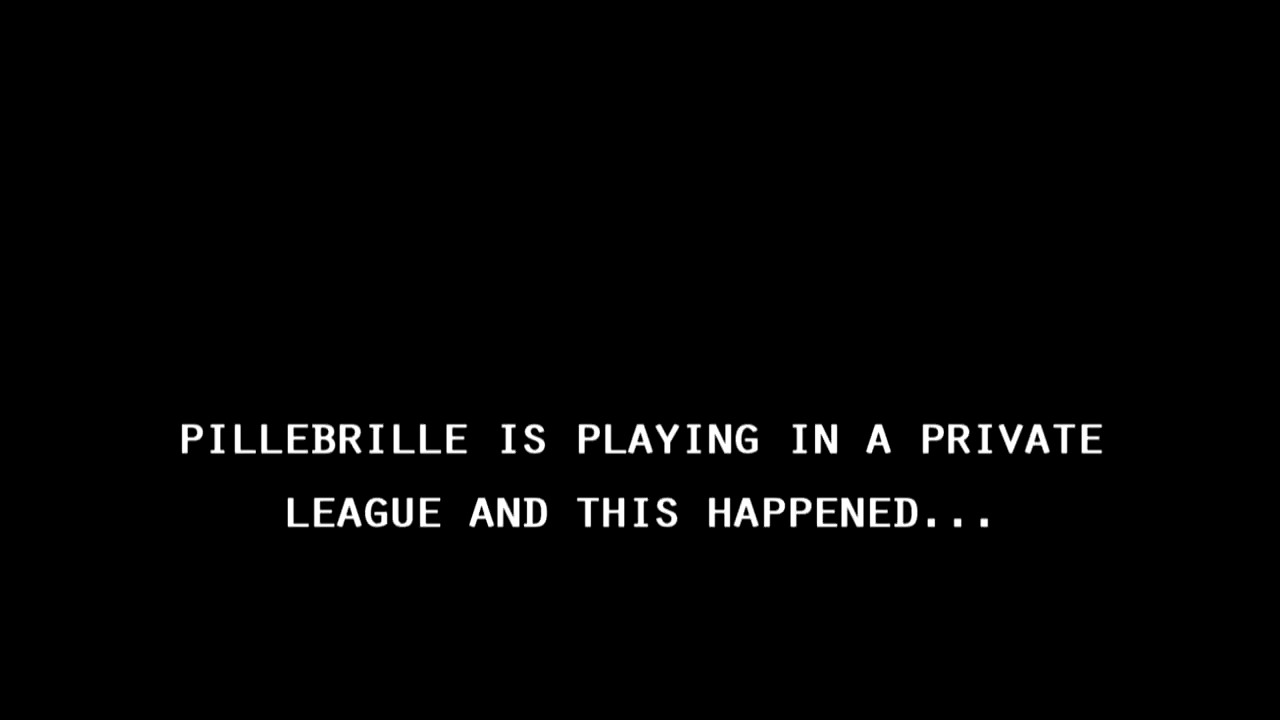 PILLEBRILLE IS PLAYING IN A PRIVATE
LEAGUE AND THIS HAPPENED...